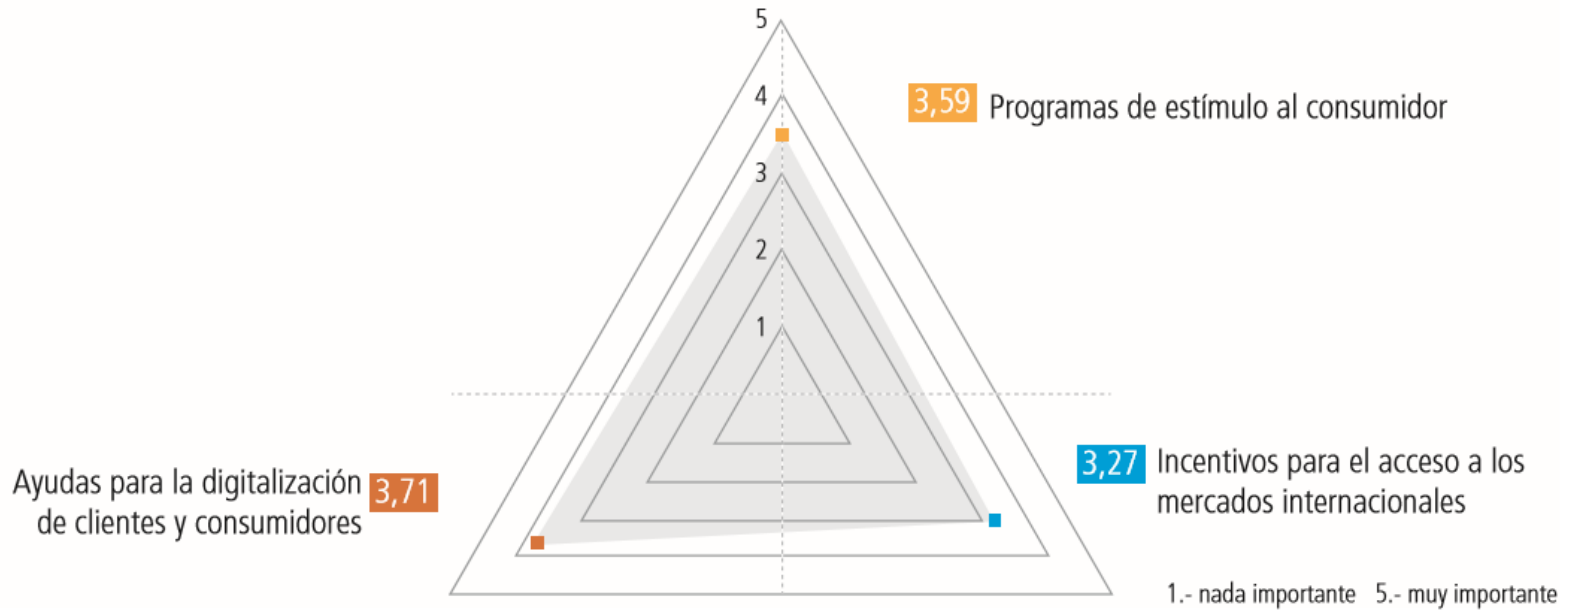 5
4
3
2
1
3,59 Programas de estímulo al consumidor
Ayudas para la digitalización
de clientes y consumidores
3,71
3,27
Incentivos para el acceso a los
mercados internacionales
1.- nada importante 5.- muy importante